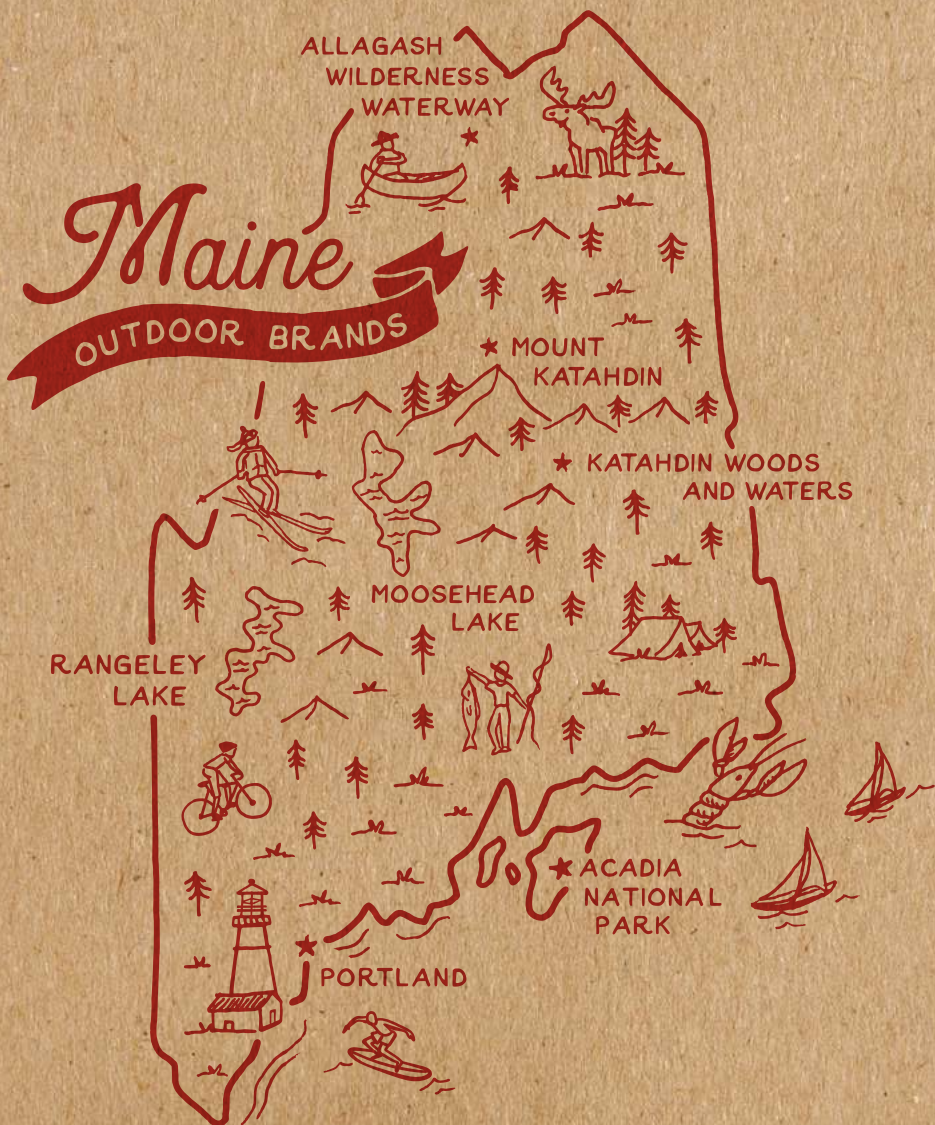 ALLAGASH
WILDERNESS
WATERWAY
Maine
OUTDOOR BRANDS
MOUNT
KATAHDIN
KATAHDIN WOODS
AND WATERS
MOOSEHEAD
LAKE
RANGELEY
LAKE
ACADIA
NATIONAL
PARK
PORTLAND